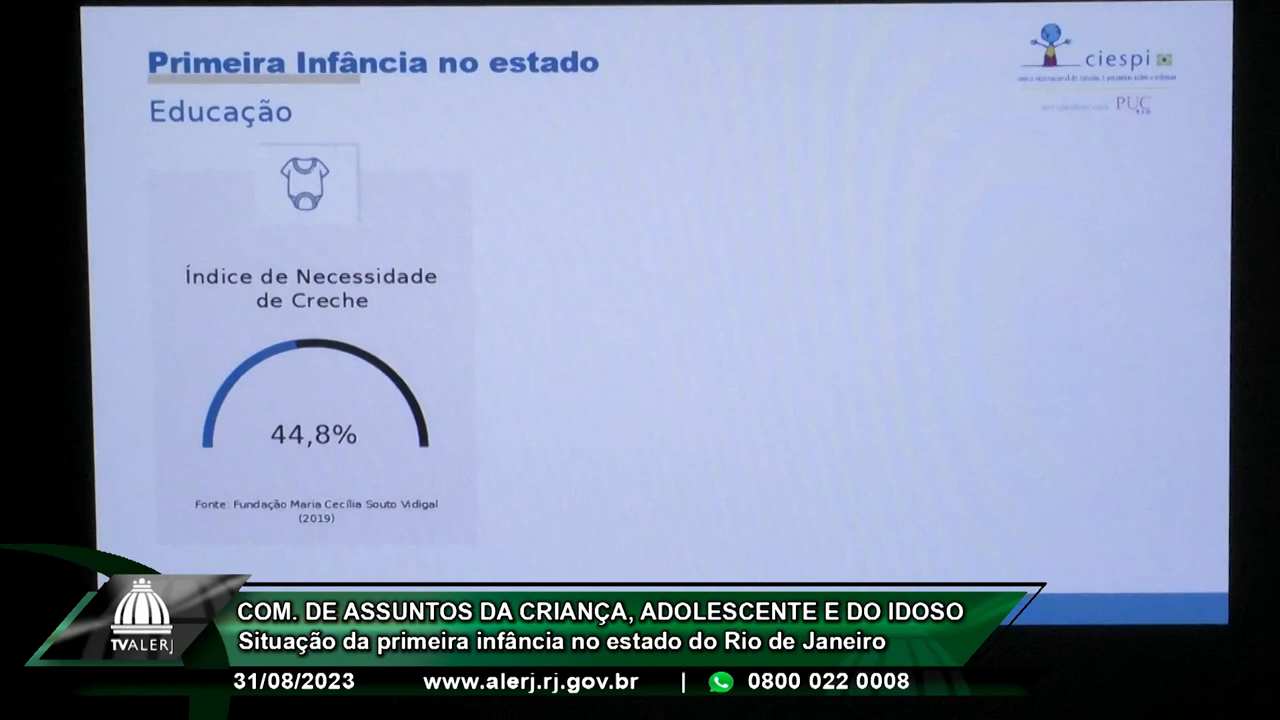 Primeira Infância no estado
Educação
ciespi
PUC
RIO
Índice de Necessidade
de Creche
44,8%
Fonte: Fundação Maria Cecília Souto Vidigal
(2019)
COM. DE ASSUNTOS DA CRIANÇA, ADOLESCENTE E DO IDOSO
Situação da primeira infância no estado do Rio de Janeiro
TVALERJ
31/08/2023 www.alerj.rj.gov.br | 0800 022 0008